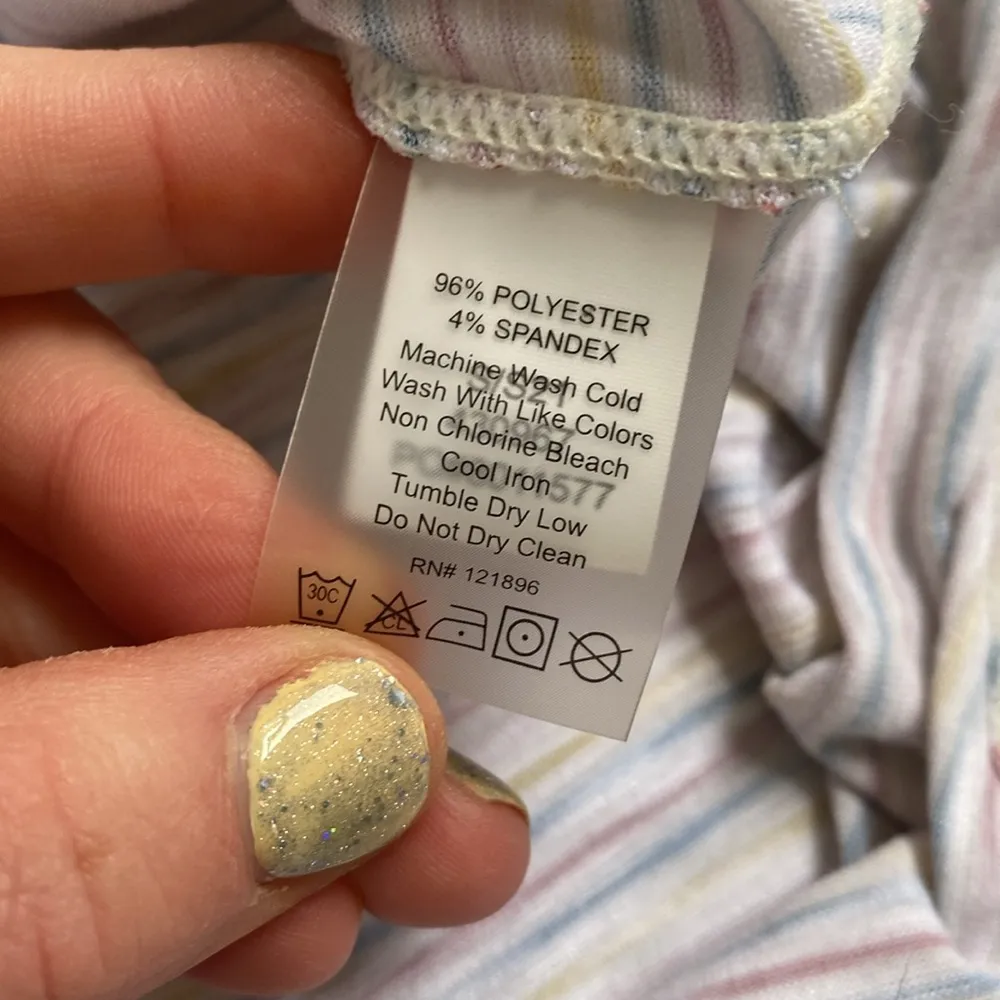 96% POLYESTER
4% SPANDEX
Machine Wash Cold
Wash With Like Colors
Non Chlorine Bleach
Cool Iron
Tumble Dry Low
Do Not Dry Clean
RN# 121896
30C CL